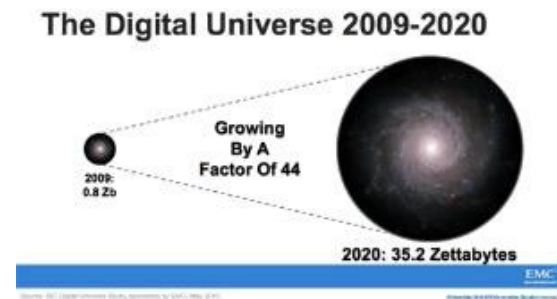 The Digital Universe 2009-2020
Growing
By A
Factor Of 44
2009:
0.8 Zb
2020: 35.2 Zettabytes
EMC